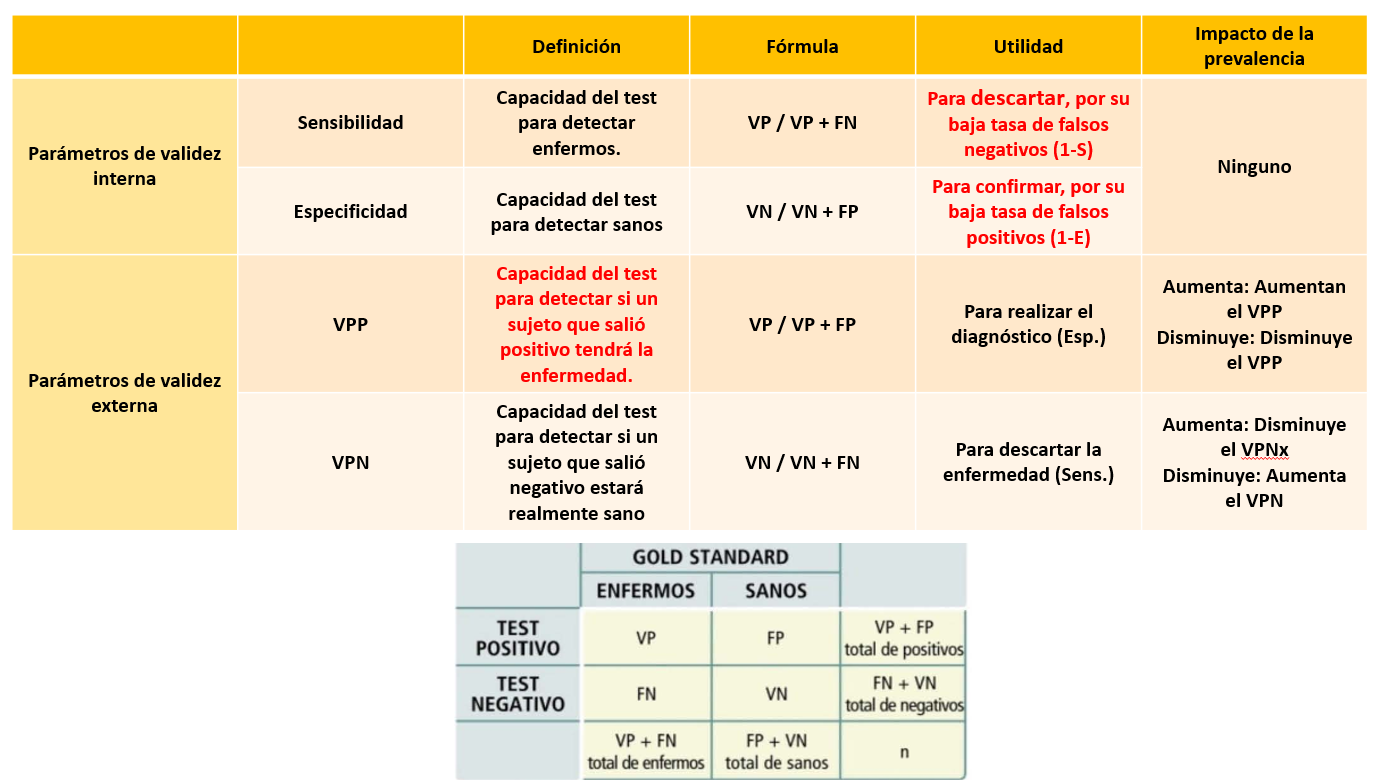 Definición
Fórmula
Utilidad
Impacto de la
prevalencia
Parámetros de validez
interna
Sensibilidad
Capacidad del test
para detectar
enfermos.
VP / VP + FN
Para descartar, por su
baja tasa de falsos
negativos (1-S)
Ninguno
Especificidad
Capacidad del test
para detectar sanos
VN / VN + FP
Para confirmar, por su
baja tasa de falsos
positivos (1-E)
Parámetros de validez
externa
VPP
Capacidad del test
para detectar si un
sujeto que salió
positivo tendrá la
enfermedad.
VP / VP + FP
Para realizar el
diagnóstico (Esp.)
Aumenta: Aumentan
el VPP
Disminuye: Disminuye
el VPP
VPN
Capacidad del test
para detectar si un
sujeto que salió
negativo estará
realmente sano
VN / VN + FN
Para descartar la
enfermedad (Sens.)
Aumenta: Disminuye
el VPNx
Disminuye: Aumenta
el VPN
GOLD STANDARD
ENFERMOS
SANOS
TEST
POSITIVO
VP
FP
VP + FP
total de positivos
TEST
NEGATIVO
FN
VN
FN + VN
total de negativos
VP + FN
total de enfermos
FP + VN
total de sanos
n